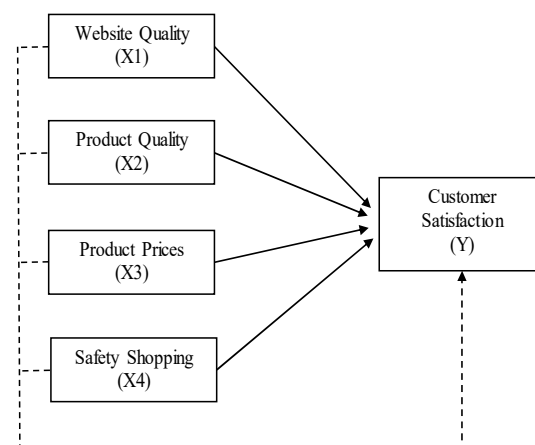 Website Quality
(X1)
Product Quality
(X2)
Product Prices
(X3)
Safety Shopping
(X4)
Customer
Satisfaction
(Y)